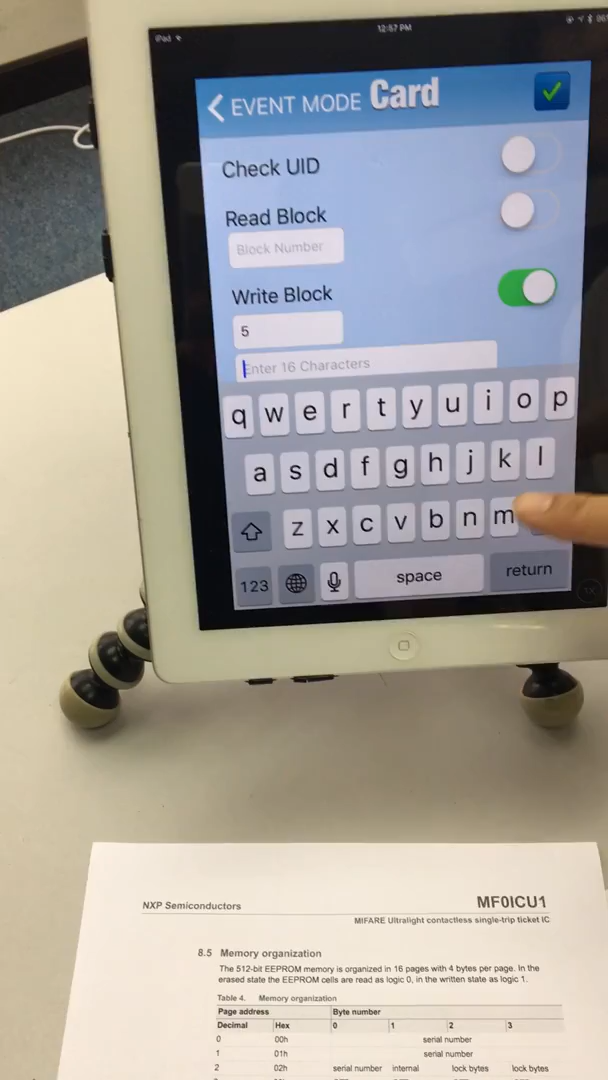 iPad
12:57 PM
EVENT MODE Card
Check UID
Read Block
Block Number
Write Block
5
Enter 16 Characters
q w e r t y u i o p
a s d f g h j k l
z x c v b n m
123 space return
NXP Semiconductors MF0ICU1
MIFARE Ultralight contactless single-trip ticket IC
8.5 Memory organization
The 512-bit EEPROM memory is organized in 16 pages with 4 bytes per page. In the
erased state the EEPROM cells are read as logic 0, in the written state as logic 1.
Table 4. Memory organization
Page address Byte number
Decimal Hex 0 1 2 3
0 00h serial number
1 01h serial number
2 02h serial number internal lock bytes lock bytes